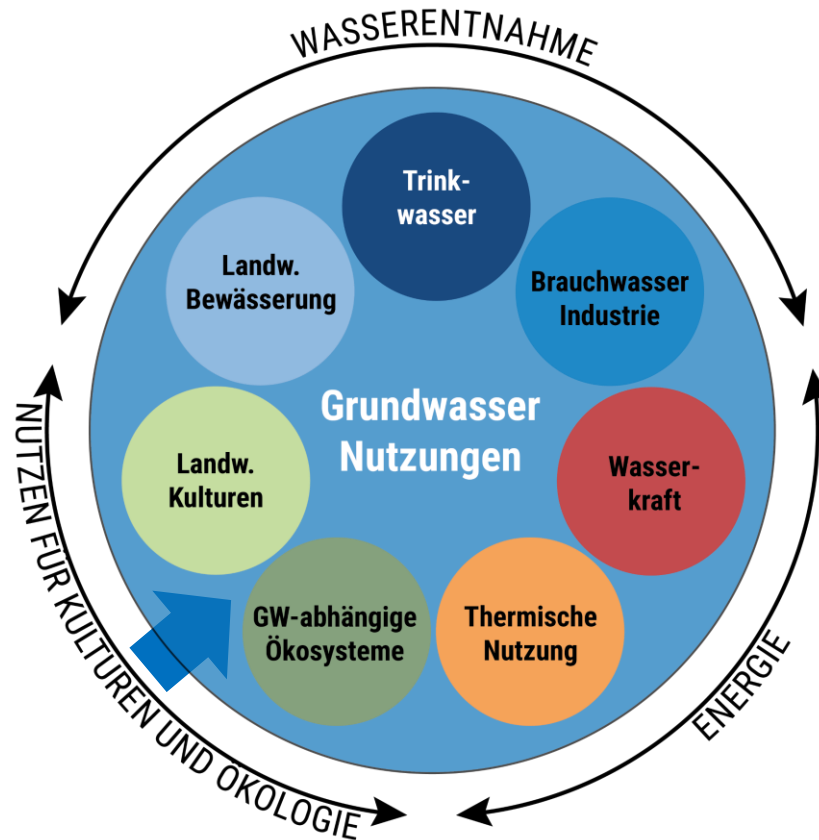 WASSERENTNAHME
Trink-
wasser
Landw.
Bewässerung
Brauchwasser
Industrie
Grundwasser
Nutzungen
Landw.
Kulturen
Wasser-
kraft
GW-abhängige
Ökosysteme
Thermische
Nutzung
NUTZEN FÜR KULTUREN UND ÖKOLOGIE
ENERGIE